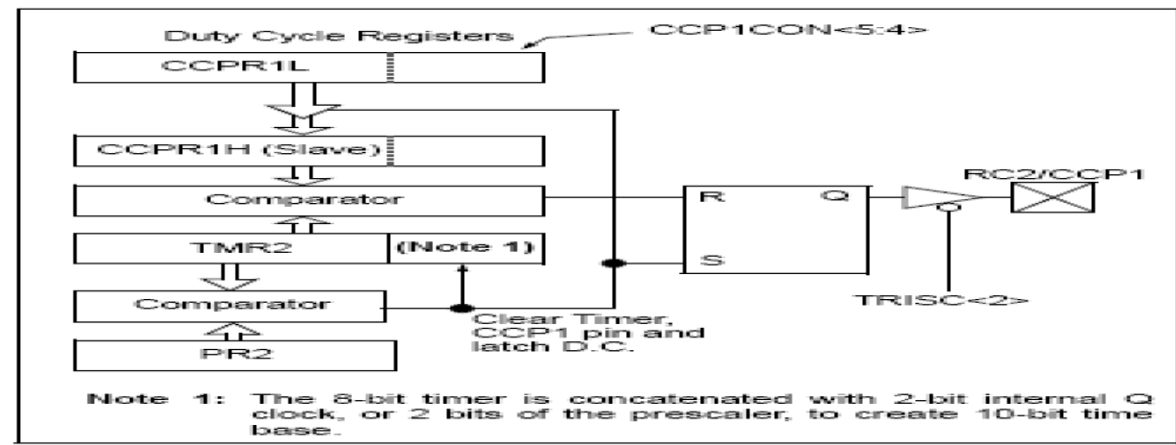 Duty Cycle Registers
CCP1CON<5:4>
CCPR1L
CCPR1H (Slave)
Comparator
R
Q
RC2/CCP1
TMR2
(Note 1)
S
Comparator
TRISC<2>
Clear Timer,
CCP1 pin and
latch D.C.
PR2
Note 1: The 8-bit timer is concatenated with 2-bit internal Q
clock, or 2 bits of the prescaler, to create 10-bit time
base.